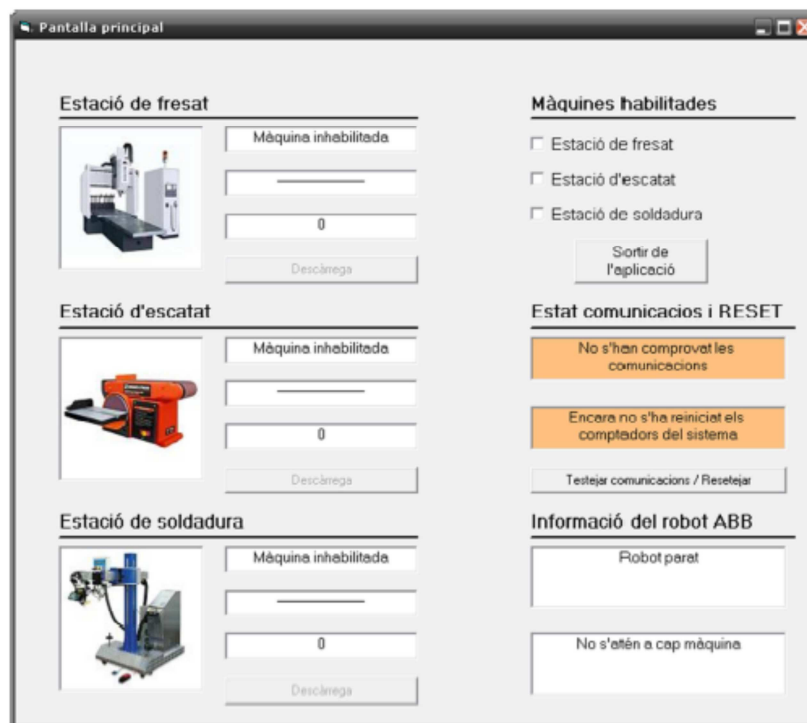 Pantalla principal
Estació de fresat
Màquina inhabilitada
0
Descàrrega
Estació d'escatat
Màquina inhabilitada
0
Descàrrega
Estació de soldadura
Màquina inhabilitada
0
Descàrrega
Màquines habilitades
Estació de fresat
Estació d'escatat
Estació de soldadura
Sortir de
l'aplicació
Estat comunicacios i RESET
No s'han comprovat les
comunicacions
Encara no s'ha reiniciat els
comptadors del sistema
Testejar comunicacions / Resetejar
Informació del robot ABB
Robot parat
No s'atén a cap màquina